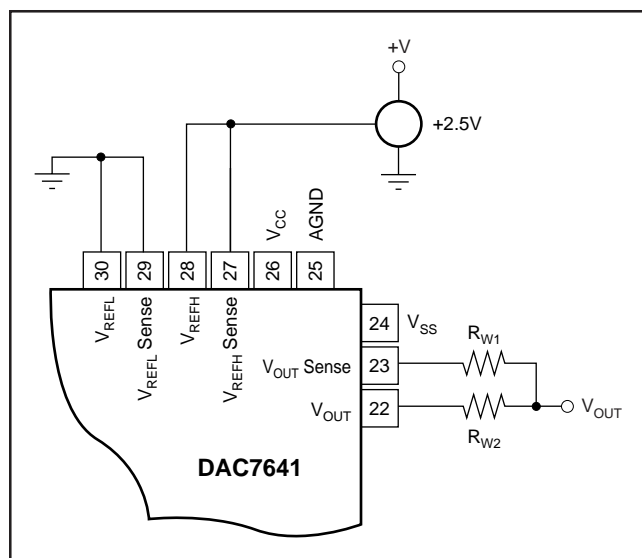 +V
+2.5V
VCC
AGND
30
29
28
27
26
25
VREFL
VREFL Sense
VREFH
VREFH Sense
24
VSS
VOUT Sense
23
RW1
VOUT
22
RW2
VOUT
DAC7641